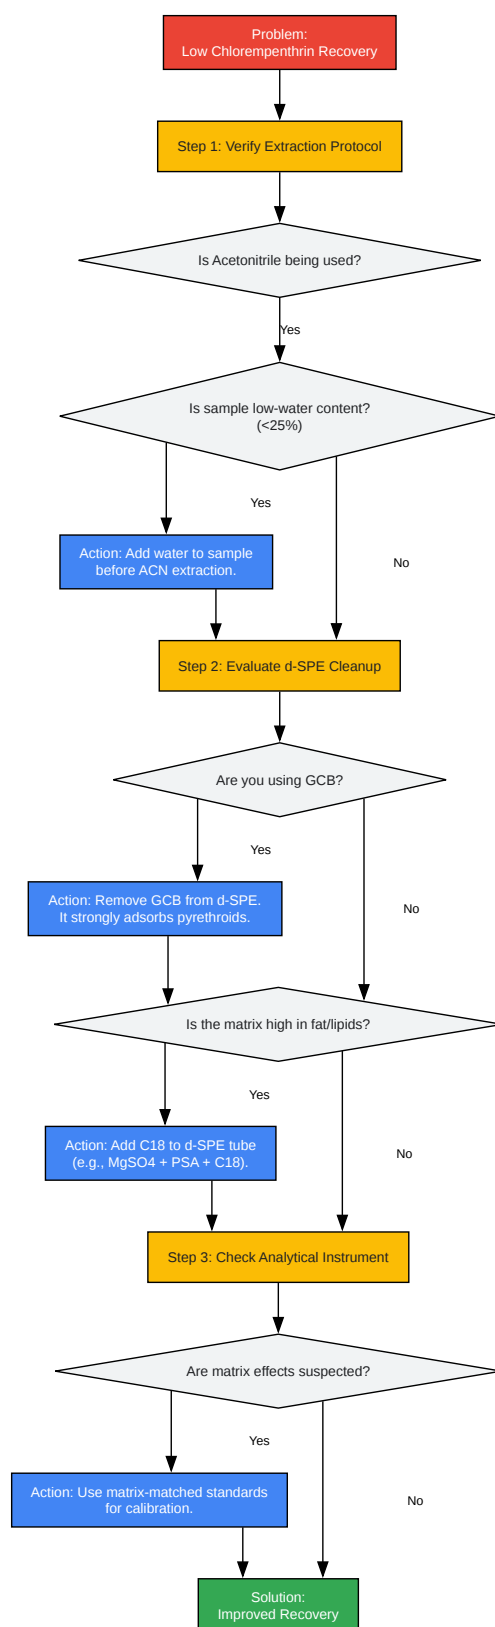 Problem:
Low Chlorempenthrin Recovery
Step 1: Verify Extraction Protocol
Is Acetonitrile being used?
Yes
Is sample low-water content?
(<25%)
Yes
No
Action: Add water to sample
before ACN extraction.
Step 2: Evaluate d-SPE Cleanup
Are you using GCB?
Yes
No
Action: Remove GCB from d-SPE.
It strongly adsorbs pyrethroids.
Is the matrix high in fat/lipids?
Yes
No
Action: Add C18 to d-SPE tube
(e.g., MgSO4 + PSA + C18).
Step 3: Check Analytical Instrument
Are matrix effects suspected?
Yes
No
Action: Use matrix-matched standards
for calibration.
Solution:
Improved Recovery